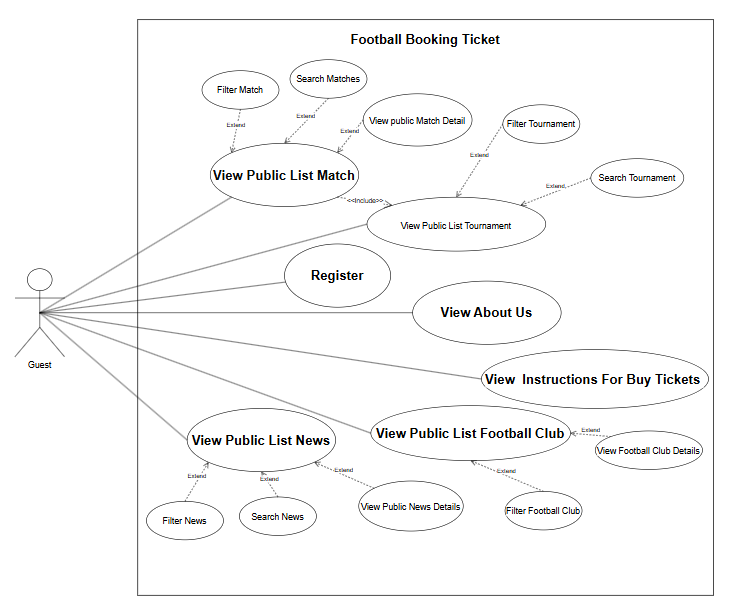 Football Booking Ticket
Search Matches
Filter Match
View public Match Detail
Filter Tournament
Extend
Extend
Extend
Extend
View Public List Match
Search Tournament
Extend
<<Include>>
View Public List Tournament
Register
View About Us
Guest
View Instructions For Buy Tickets
View Public List News
View Public List Football Club
Extend
View Football Club Details
Extend
Extend
Extend
Extend
View Public News Details
Filter Football Club
Search News
Filter News